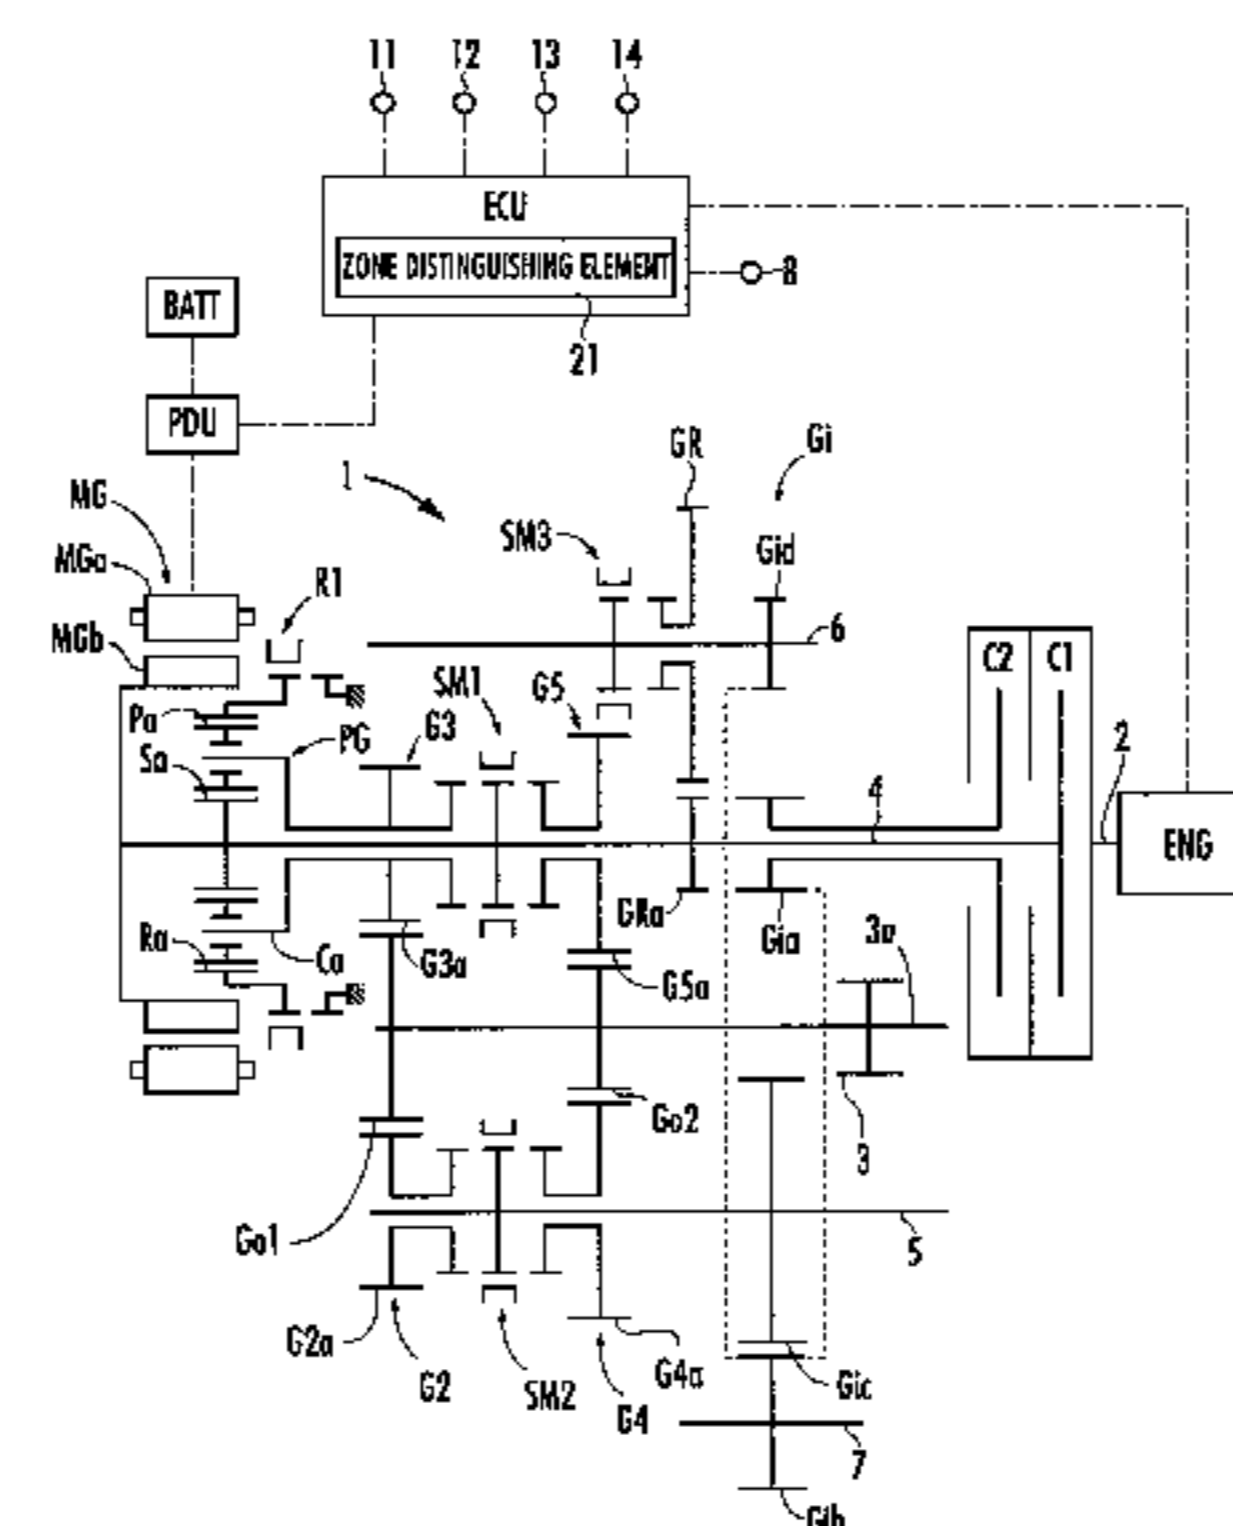 11 12 13 14
ECU
ZONE DISTINGUISHING ELEMENT
8
21
BATT
PDU
GR
Gi
1
MG
SM3
Gid
MGa
R1
MGb
6
C2 C1
SM1
G5
Pa
G3
PG
2
Sa
4
ENG
GRa
Gia
3a
Ra
Ca
G3a
G5a
Go2
3
Go1
5
G2a
G4a
G2
SM2
Gic
G4
7
Gib